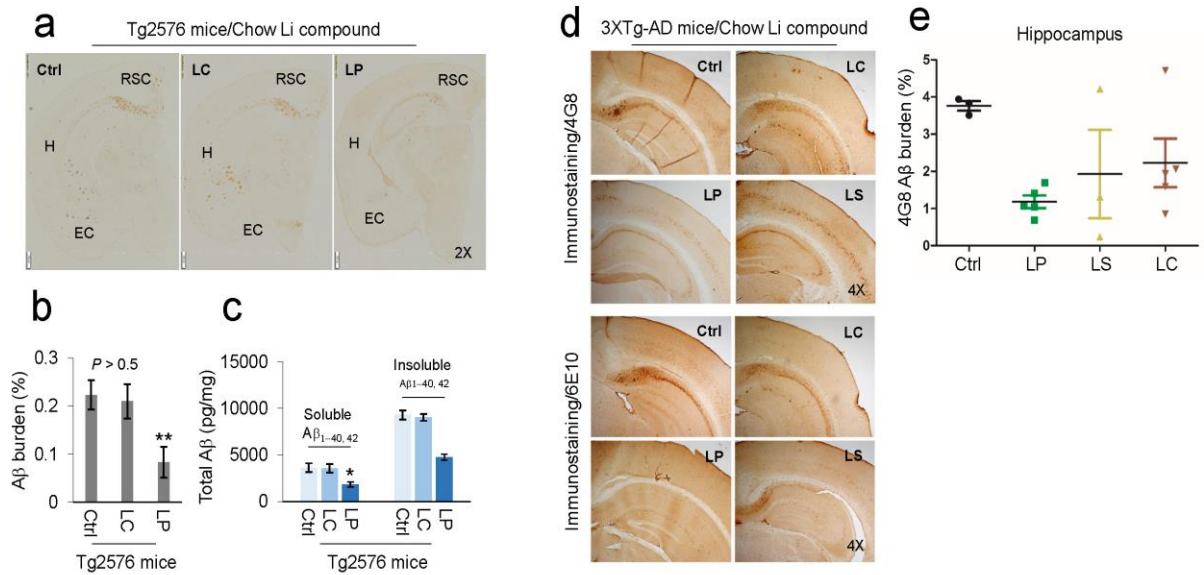 a
Tg2576 mice/Chow Li compound
Ctrl
RSC
H
EC
LC
RSC
H
EC
LP
RSC
H
EC
2X
b
Aβ burden (%)
0.3
0.2
0.1
0
P > 0.5
**
Ctrl
LC
LP
Tg2576 mice
c
Total Aβ (pg/mg)
15000
10000
5000
0
Soluble
Aβ1–40, 42
*
Insoluble
Aβ1–40, 42
Ctrl
LC
LP
Ctrl
LC
LP
Tg2576 mice
d
3XTg-AD mice/Chow Li compound
Immunostaining/4G8
Ctrl
LC
LP
LS
4X
Immunostaining/6E10
Ctrl
LC
LP
LS
4X
e
Hippocampus
4G8 Aβ burden (%)
5
4
3
2
1
0
Ctrl
LP
LS
LC